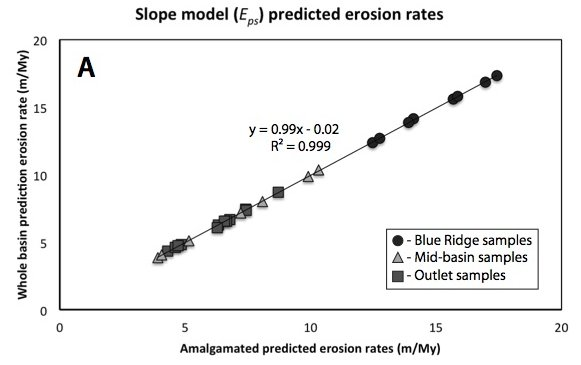 Slope model (Eps) predicted erosion rates
A
y = 0.99x - 0.02
R² = 0.999
Whole basin prediction erosion rate (m/My)
20
15
10
5
0
- Blue Ridge samples
- Mid-basin samples
- Outlet samples
0 5 10 15 20
Amalgamated predicted erosion rates (m/My)